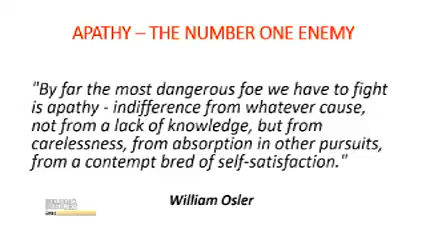 APATHY – THE NUMBER ONE ENEMY
"By far the most dangerous foe we have to fight
is apathy - indifference from whatever cause,
not from a lack of knowledge, but from
carelessness, from absorption in other pursuits,
from a contempt bred of self-satisfaction."
William Osler